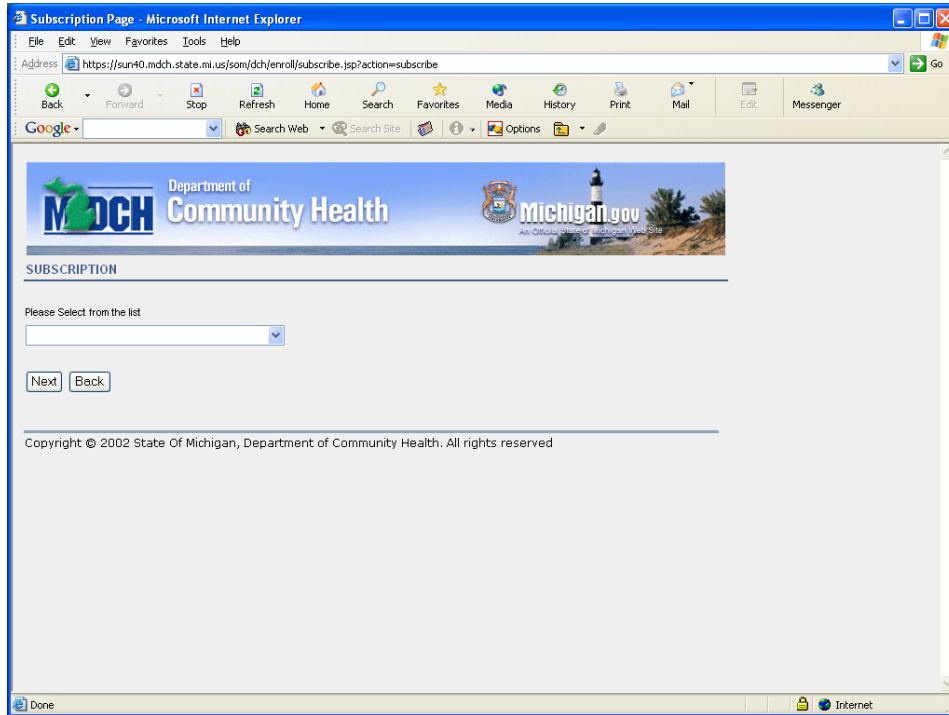 Subscription Page - Microsoft Internet Explorer
File Edit View Favorites Tools Help
Address https://sun40.mdch.state.mi.us/som/dch/enroll/subscribe.jsp?action=subscribe Go
Back Forward Stop Refresh Home Search Favorites Media History Print Mail Edit Messenger
Google Search Web Search Site Options
MDCH Department of Community Health
Michigan.gov
An Official State of Michigan Web Site
SUBSCRIPTION
Please Select from the list
Next Back
Copyright © 2002 State Of Michigan, Department of Community Health. All rights reserved
Done Internet